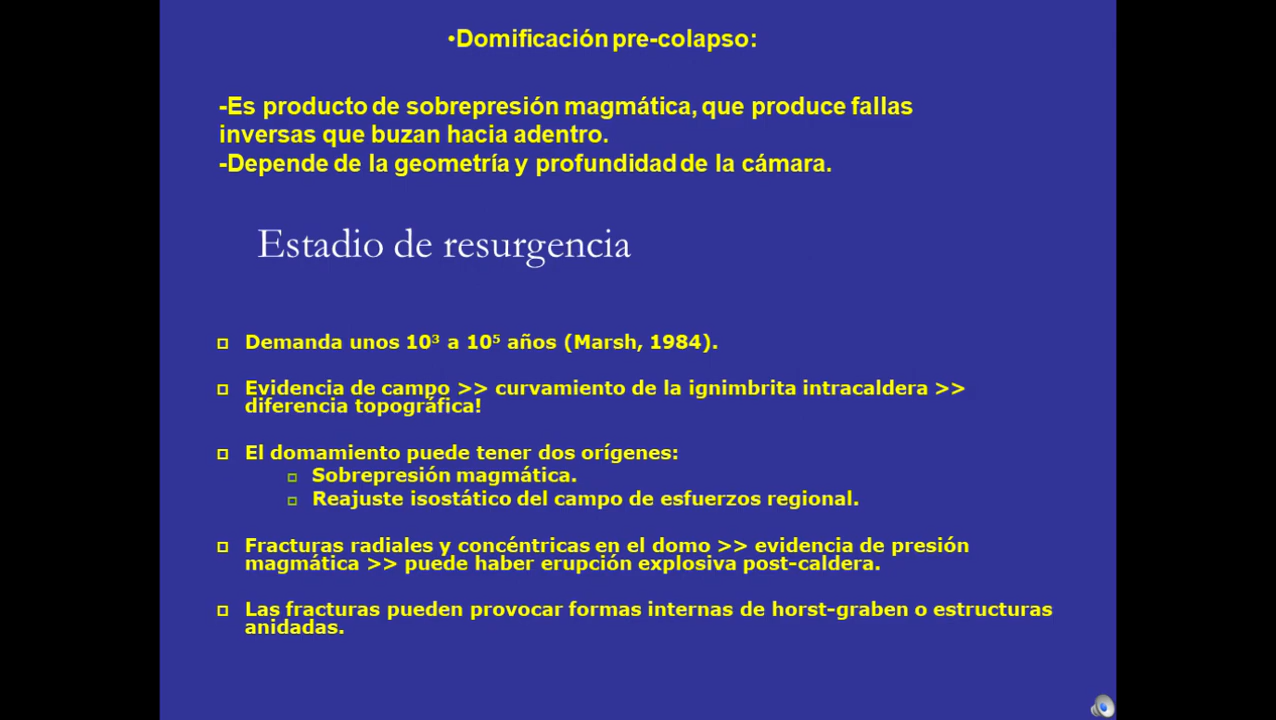 •Domificación pre-colapso:
-Es producto de sobrepresión magmática, que produce fallas
inversas que buzan hacia adentro.
-Depende de la geometría y profundidad de la cámara.
Estadio de resurgencia
Demanda unos 10³ a 10⁵ años (Marsh, 1984).
Evidencia de campo >> curvamiento de la ignimbrita intracaldera >>
diferencia topográfica!
El domamiento puede tener dos orígenes:
Sobrepresión magmática.
Reajuste isostático del campo de esfuerzos regional.
Fracturas radiales y concéntricas en el domo >> evidencia de presión
magmática >> puede haber erupción explosiva post-caldera.
Las fracturas pueden provocar formas internas de horst-graben o estructuras
anidadas.